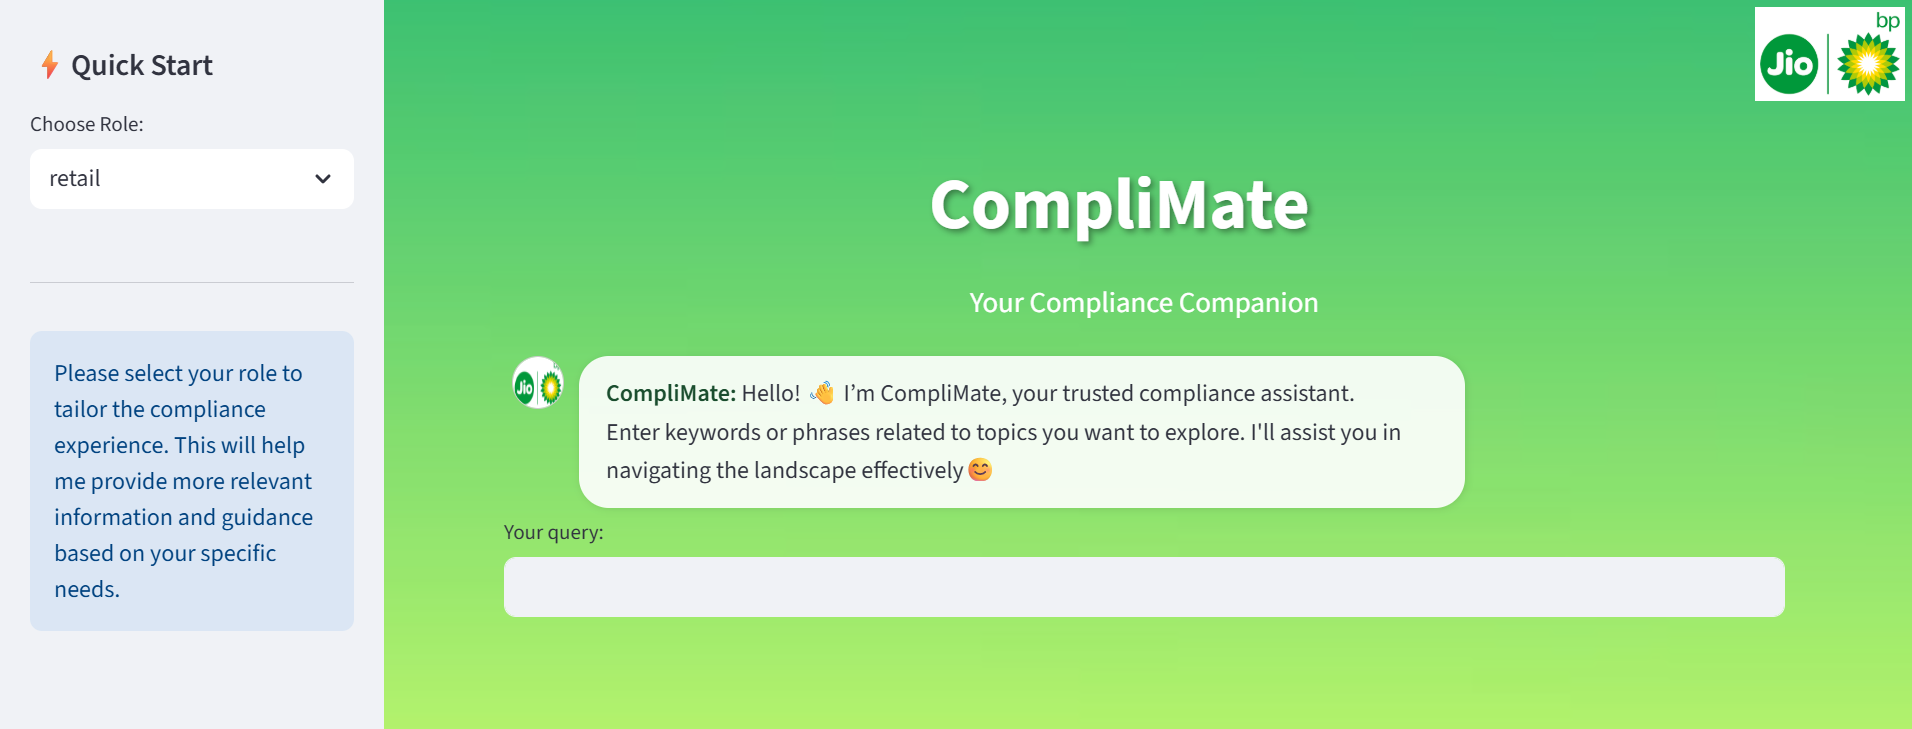 ⚡ Quick Start
Choose Role:
retail
Please select your role to
tailor the compliance
experience. This will help
me provide more relevant
information and guidance
based on your specific
needs.
bp
Jio
CompliMate
Your Compliance Companion
Jio
CompliMate: Hello! 👋 I’m CompliMate, your trusted compliance assistant.
Enter keywords or phrases related to topics you want to explore. I'll assist you in
navigating the landscape effectively😊
Your query: